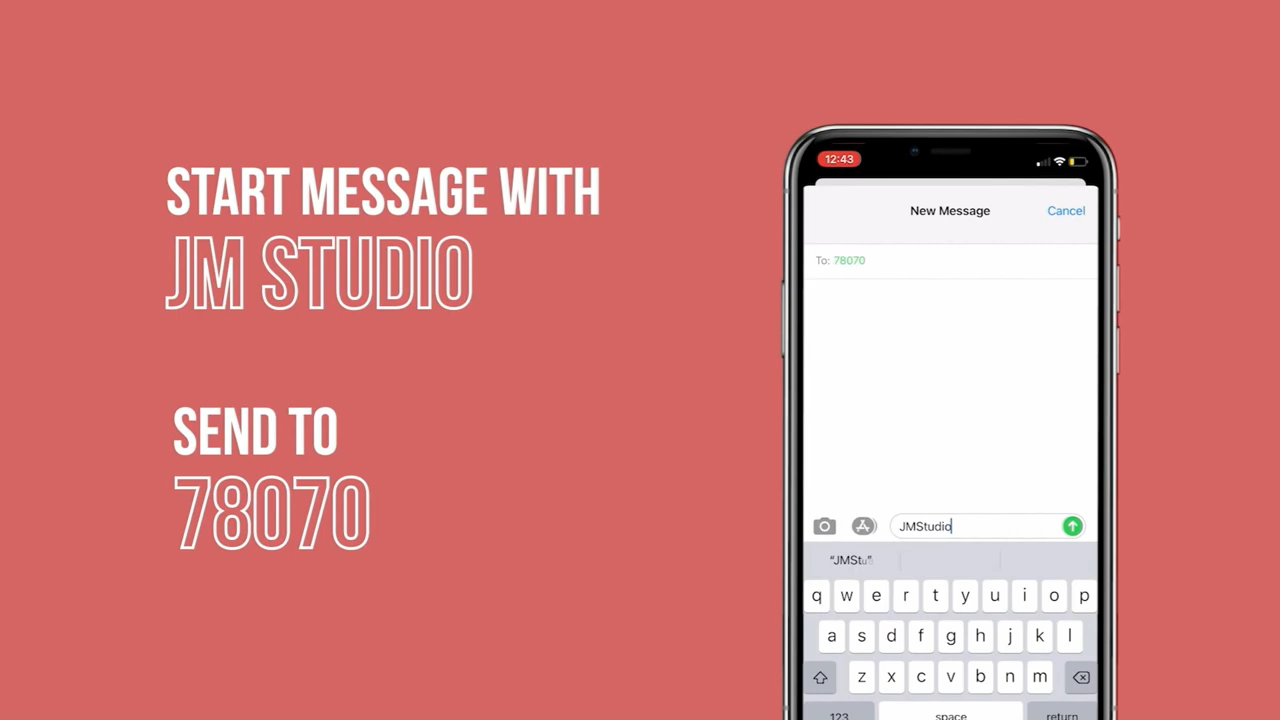 START MESSAGE WITH
JM STUDIO
SEND TO
78070
12:43
New Message
Cancel
To: 78070
JMStudio
"JMStu"
q w e r t y u i o p
a s d f g h j k l
z x c v b n m
123 space return